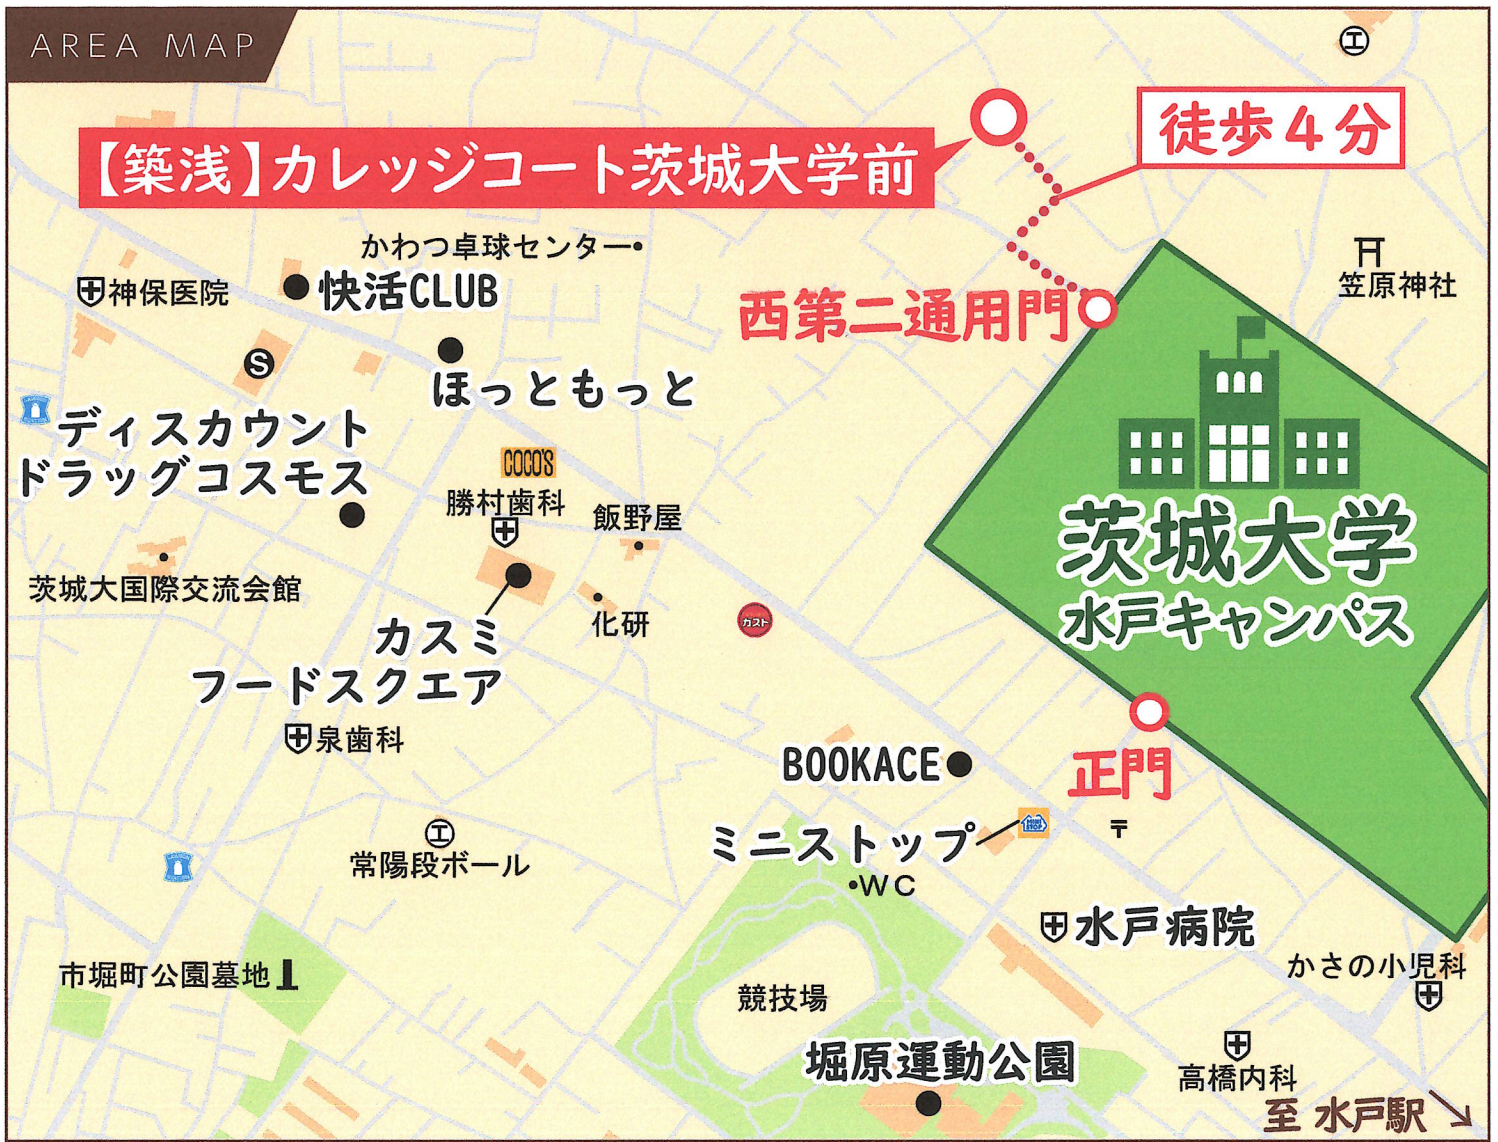 AREA MAP
【築浅】カレッジコート茨城大学前
徒歩4分
かわつ卓球センター
神保医院
快活CLUB
西第二通用門
笠原神社
S
ほっともっと
ディスカウント
ドラッグコスモス
COCO'S
勝村歯科
飯野屋
茨城大学
水戸キャンパス
茨城大国際交流会館
化研
ガスト
カスミ
フードスクエア
泉歯科
BOOKACE
正門
工
常陽段ボール
ミニストップ
MINI
STOP
〒
WC
水戸病院
市堀町公園墓地
競技場
かさの小児科
堀原運動公園
高橋内科
至 水戸駅
工